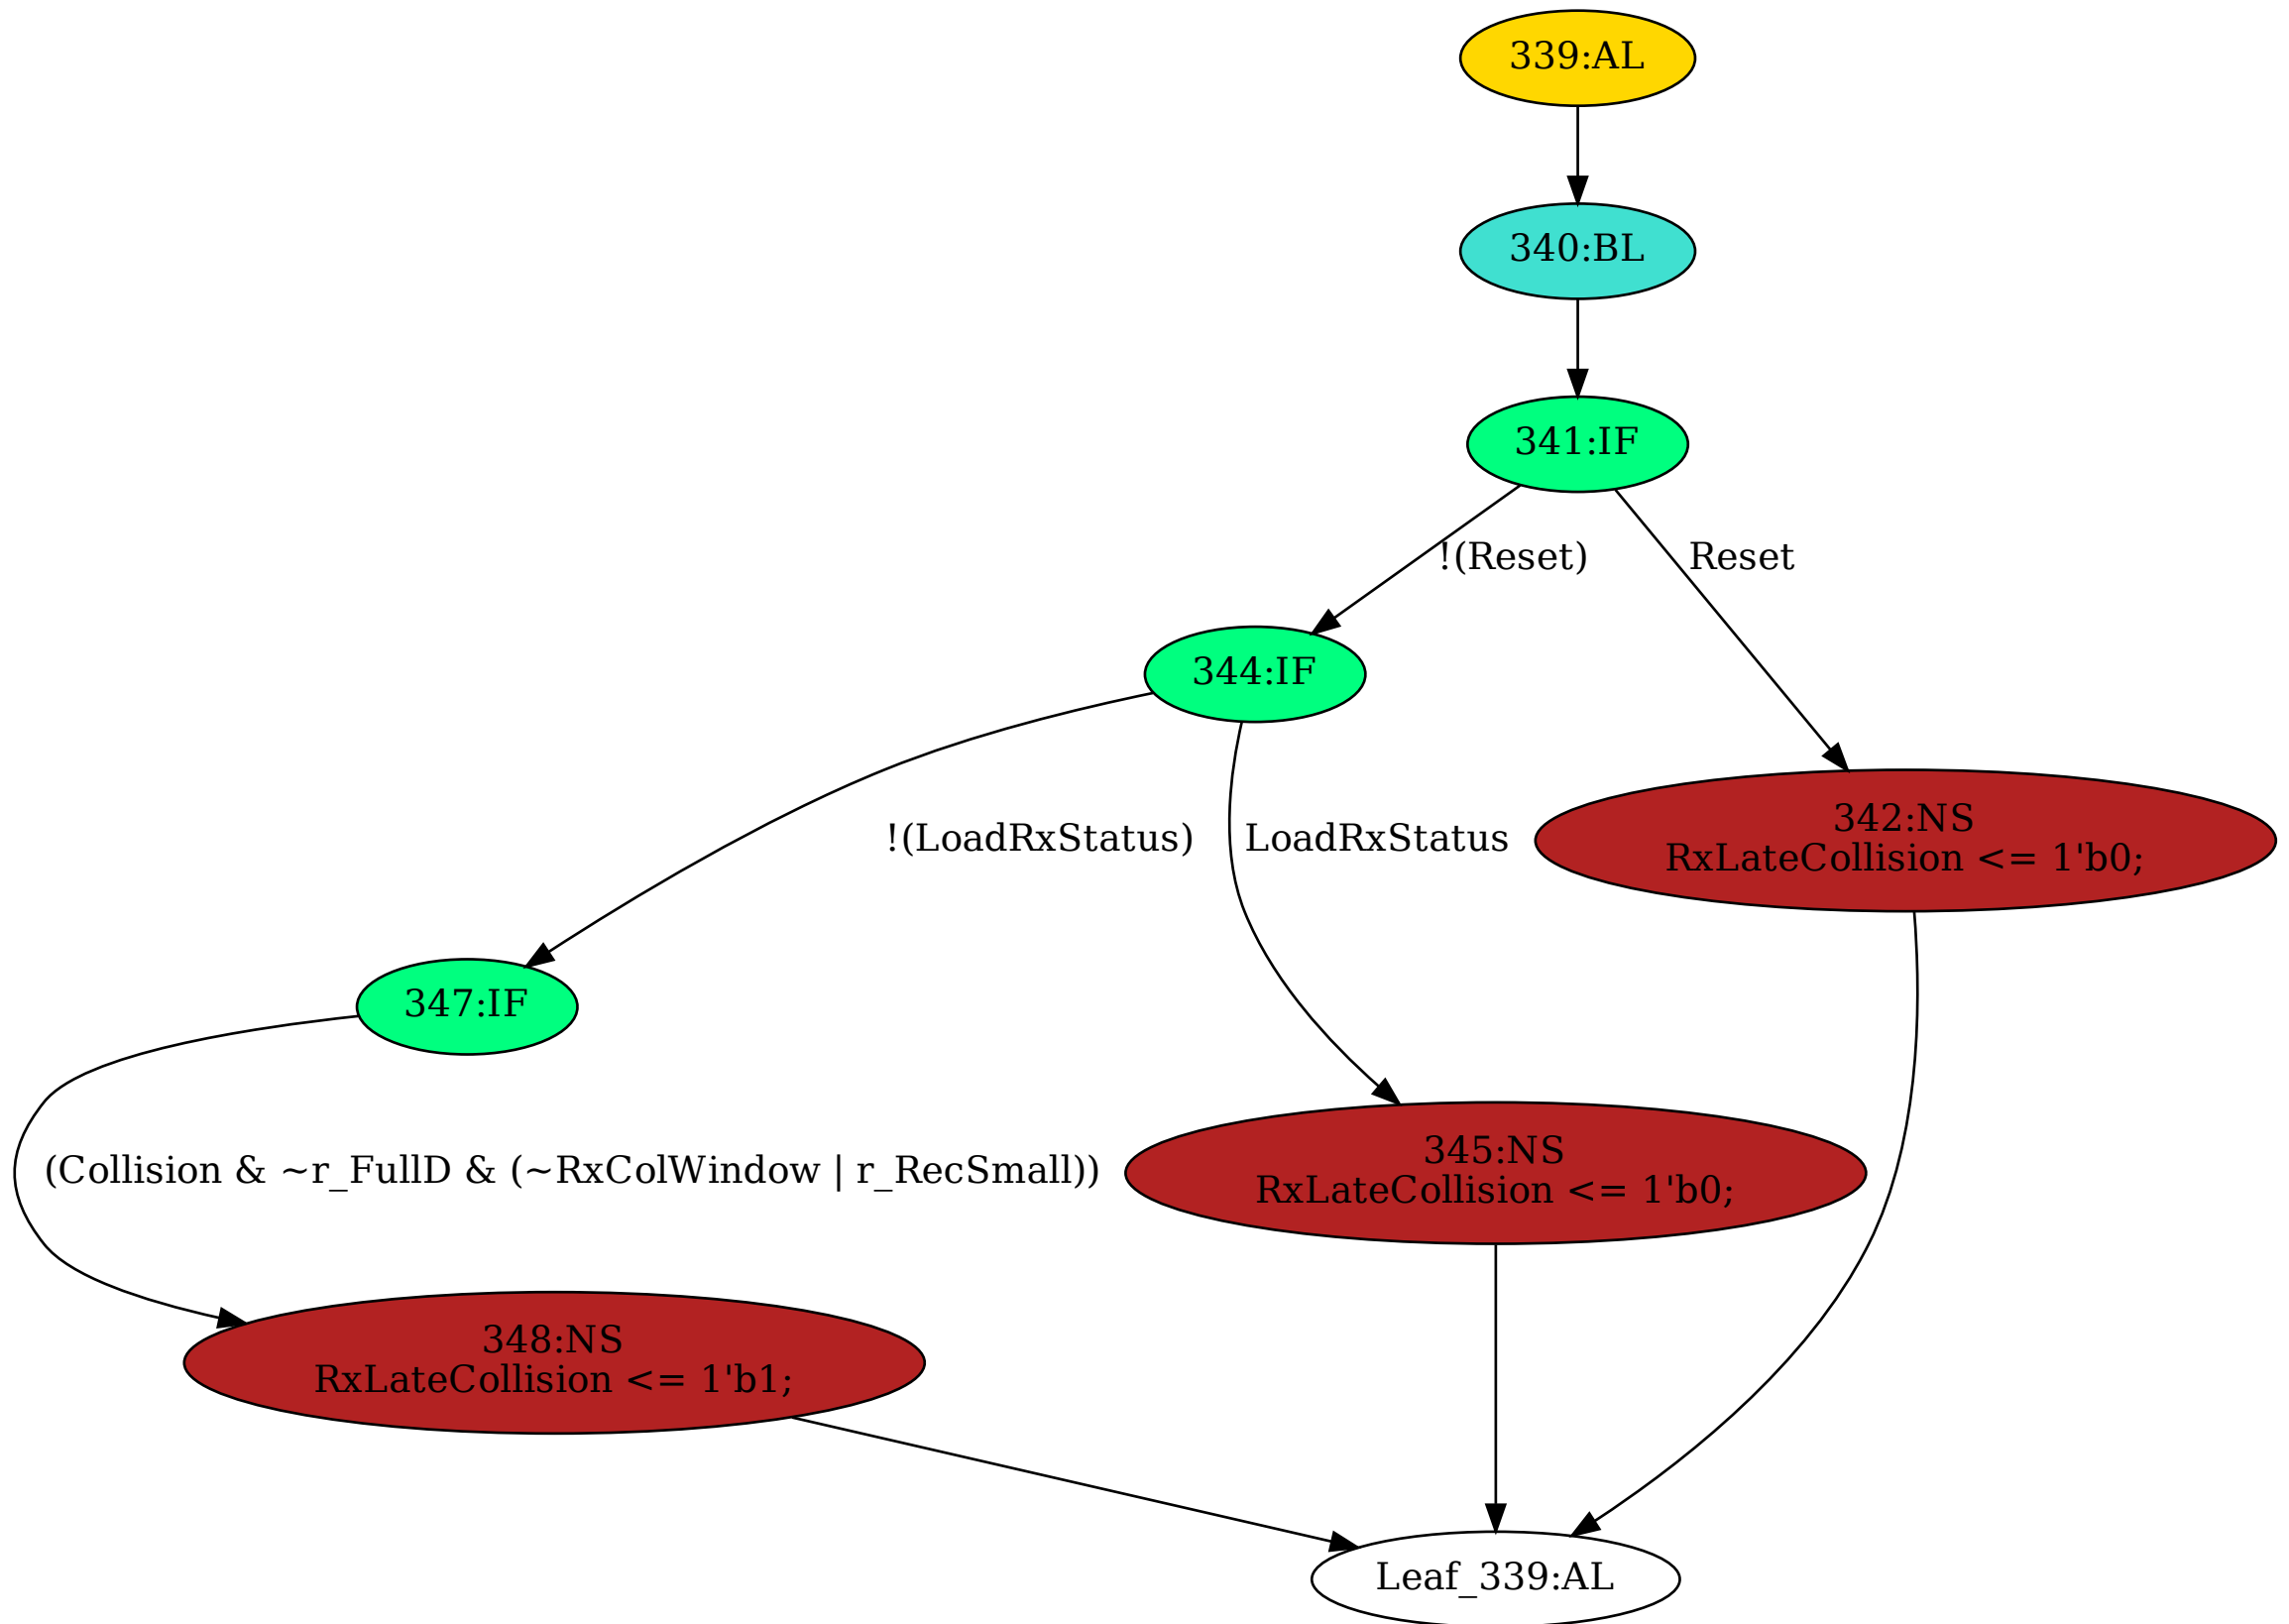 339:AL
340:BL
341:IF
!(Reset)
Reset
344:IF
!(LoadRxStatus)
LoadRxStatus
342:NS
RxLateCollision <= 1'b0;
347:IF
(Collision & ~r_FullD & (~RxColWindow | r_RecSmall))
345:NS
RxLateCollision <= 1'b0;
348:NS
RxLateCollision <= 1'b1;
Leaf_339:AL